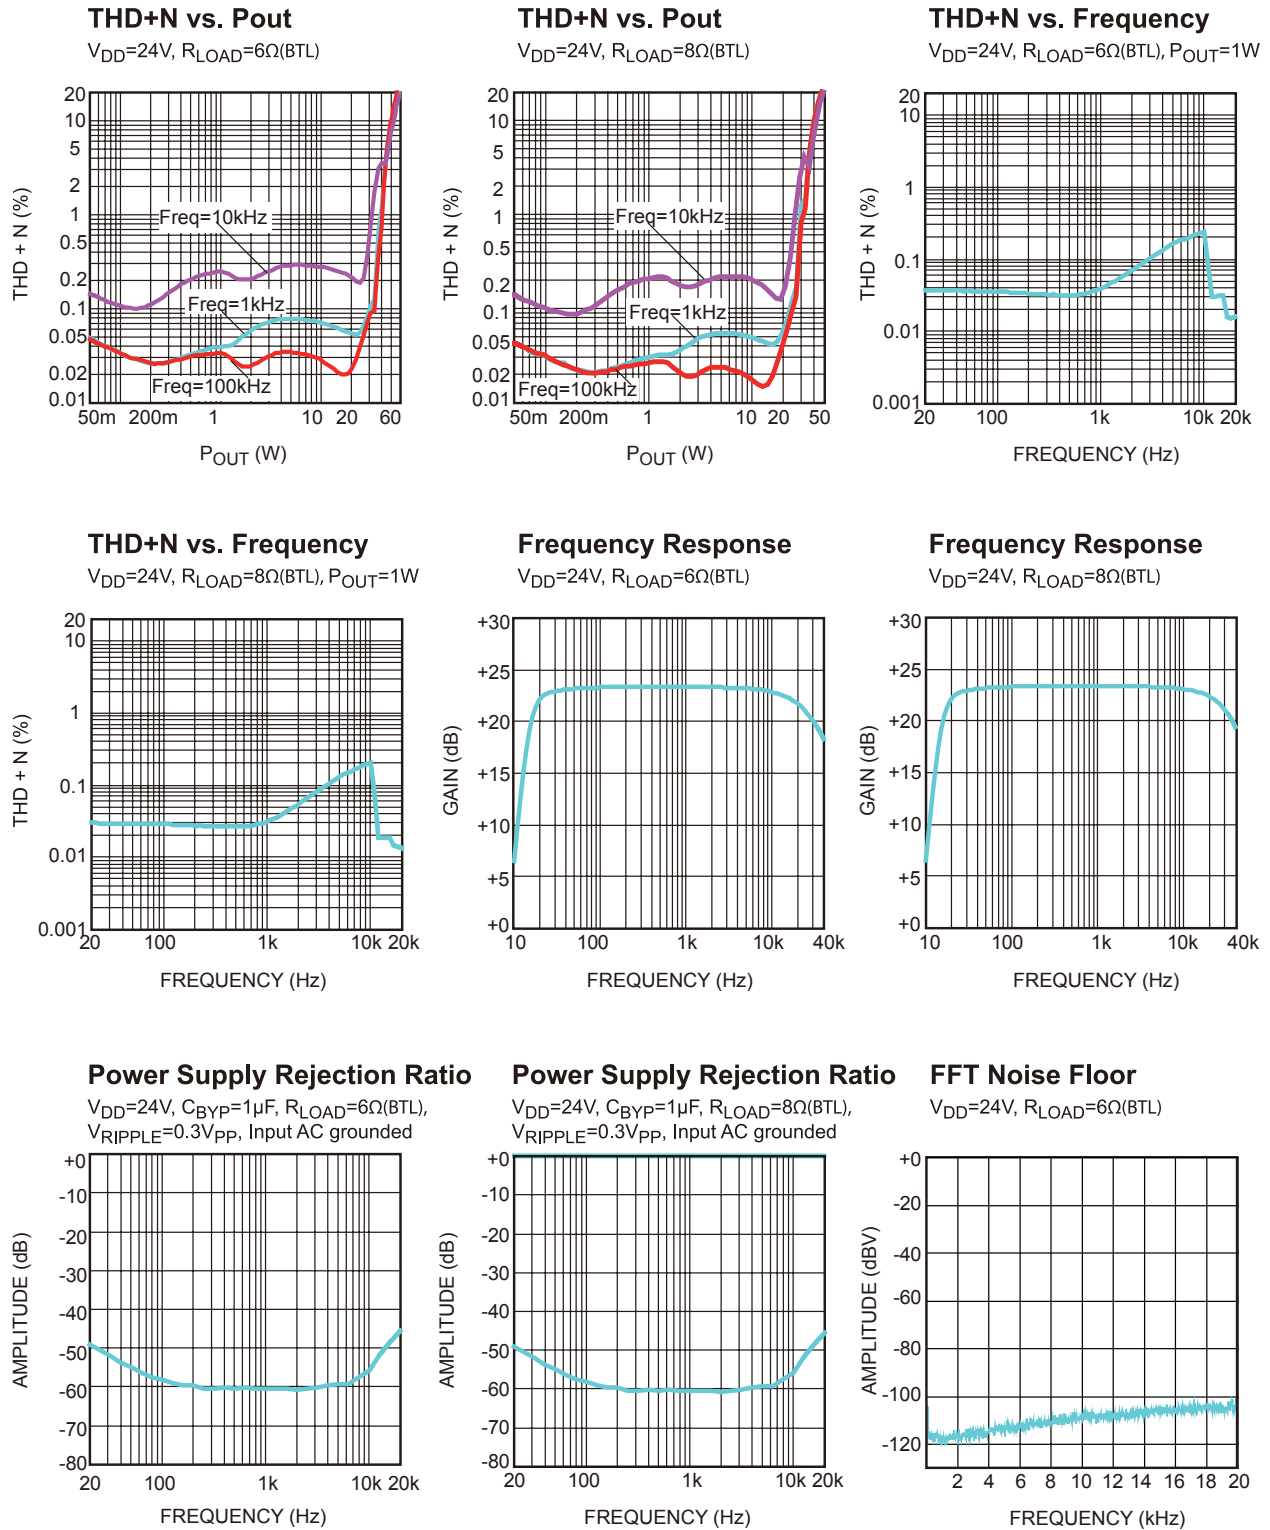 THD+N vs. Pout
VDD=24V, RLOAD=6Ω(BTL)
THD + N (%)
20
10
5
2
1
0.5
0.2
0.1
0.05
0.02
0.01
Freq=10kHz
Freq=1kHz
Freq=100kHz
50m 200m 1 10 20 60
POUT (W)
THD+N vs. Pout
VDD=24V, RLOAD=8Ω(BTL)
THD + N (%)
20
10
5
2
1
0.5
0.2
0.1
0.05
0.02
0.01
Freq=10kHz
Freq=1kHz
Freq=100kHz
50m 200m 1 10 20 50
POUT (W)
THD+N vs. Frequency
VDD=24V, RLOAD=6Ω(BTL), POUT=1W
THD + N (%)
20
10
1
0.1
0.01
0.001
20 100 1k 10k 20k
FREQUENCY (Hz)
THD+N vs. Frequency
VDD=24V, RLOAD=8Ω(BTL), POUT=1W
THD + N (%)
20
10
1
0.1
0.01
0.001
20 100 1k 10k 20k
FREQUENCY (Hz)
Frequency Response
VDD=24V, RLOAD=6Ω(BTL)
GAIN (dB)
+30
+25
+20
+15
+10
+5
+0
10 100 1k 10k 40k
FREQUENCY (Hz)
Frequency Response
VDD=24V, RLOAD=8Ω(BTL)
GAIN (dB)
+30
+25
+20
+15
+10
+5
+0
10 100 1k 10k 40k
FREQUENCY (Hz)
Power Supply Rejection Ratio
VDD=24V, CBYP=1µF, RLOAD=6Ω(BTL),
VRIPPLE=0.3VPP, Input AC grounded
AMPLITUDE (dB)
+0
-10
-20
-30
-40
-50
-60
-70
-80
20 100 1k 10k 20k
FREQUENCY (Hz)
Power Supply Rejection Ratio
VDD=24V, CBYP=1µF, RLOAD=8Ω(BTL),
VRIPPLE=0.3VPP, Input AC grounded
AMPLITUDE (dB)
+0
-10
-20
-30
-40
-50
-60
-70
-80
20 100 1k 10k 20k
FREQUENCY (Hz)
FFT Noise Floor
VDD=24V, RLOAD=6Ω(BTL)
AMPLITUDE (dBV)
+0
-20
-40
-60
-80
-100
-120
2 4 6 8 10 12 14 16 18 20
FREQUENCY (kHz)